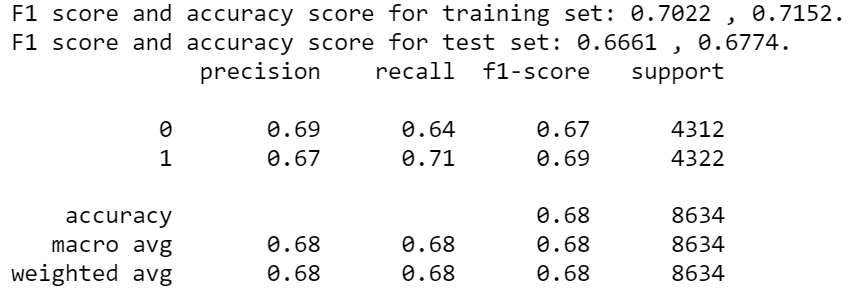 F1 score and accuracy score for training set: 0.7022 , 0.7152.
F1 score and accuracy score for test set: 0.6661 , 0.6774.
precision recall f1-score support
0 0.69 0.64 0.67 4312
1 0.67 0.71 0.69 4322
accuracy 0.68 8634
macro avg 0.68 0.68 0.68 8634
weighted avg 0.68 0.68 0.68 8634